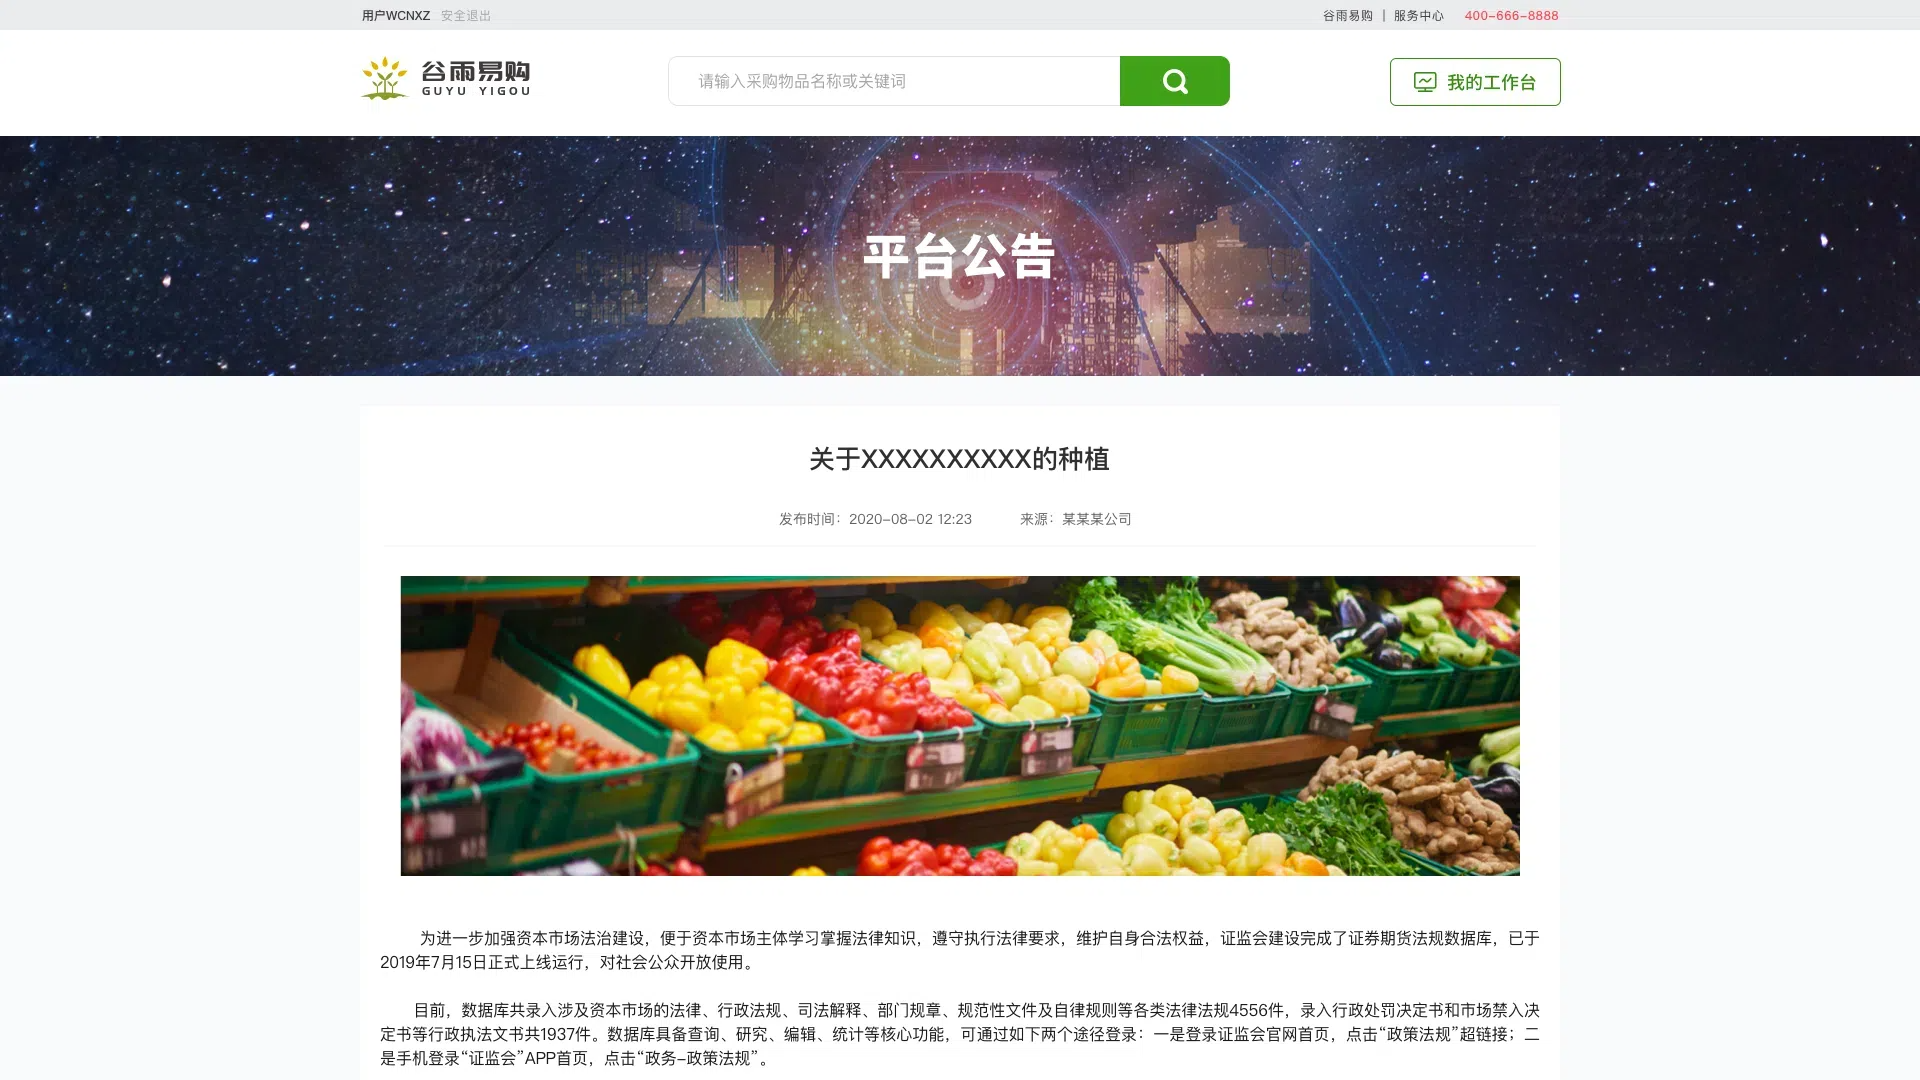 用户WCNXZ 安全退出 谷雨易购 | 服务中心 400-666-8888
谷雨易购
GUYU YIGOU
请输入采购物品名称或关键词
我的工作台
平台公告
关于XXXXXXXXXX的种植
发布时间：2020-08-02 12:23 来源：某某某公司
为进一步加强资本市场法治建设，便于资本市场主体学习掌握法律知识，遵守执行法律要求，维护自身合法权益，证监会建设完成了证券期货法规数据库，已于
2019年7月15日正式上线运行，对社会公众开放使用。
目前，数据库共录入涉及资本市场的法律、行政法规、司法解释、部门规章、规范性文件及自律规则等各类法律法规4556件，录入行政处罚决定书和市场禁入决
定书等行政执法文书共1937件。数据库具备查询、研究、编辑、统计等核心功能，可通过如下两个途径登录：一是登录证监会官网首页，点击“政策法规”超链接；二
是手机登录“证监会”APP首页，点击“政务-政策法规”。